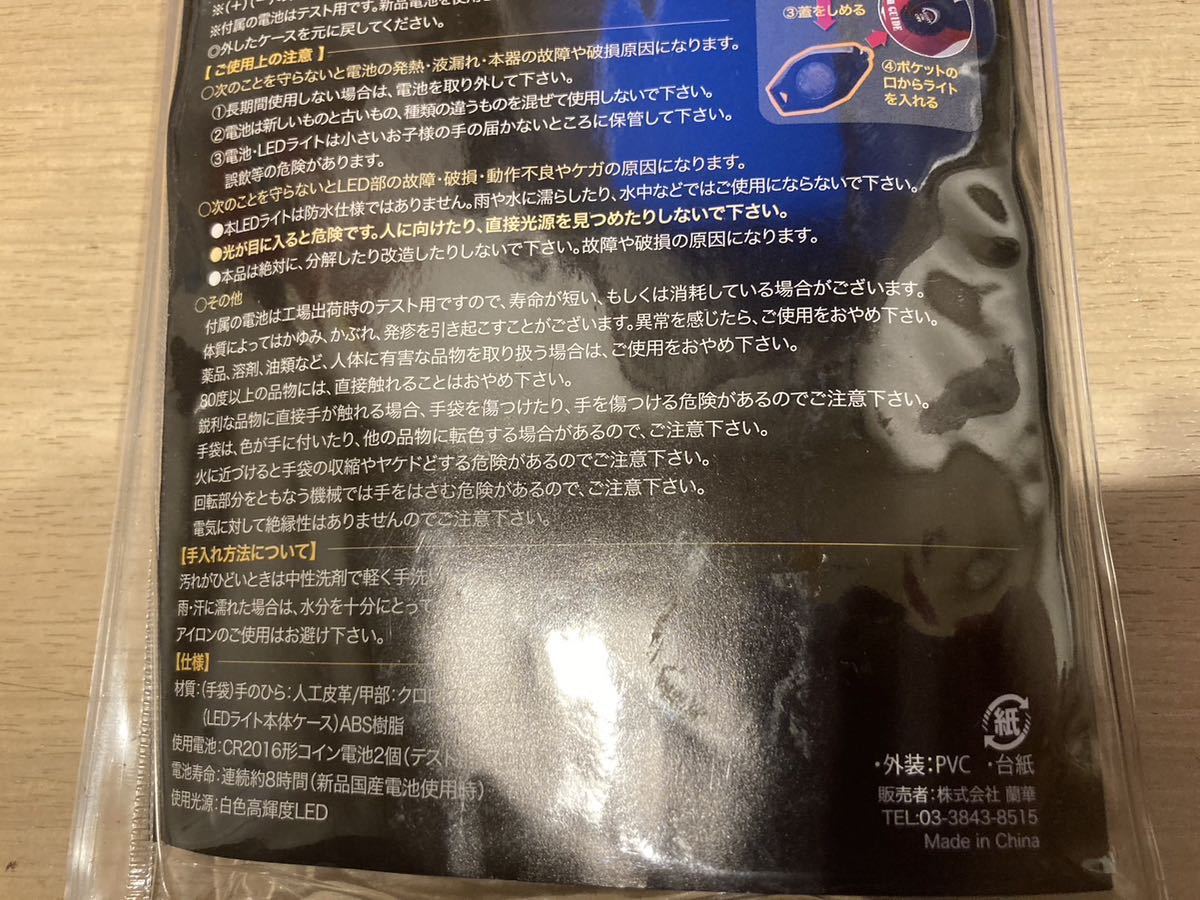 ※付属の電池はテスト用です。新品電池を使用
◎外したケースを元に戻してください。
【ご使用上の注意】
○次のことを守らないと電池の発熱・液漏れ・本器の故障や破損原因になります。
①長期間使用しない場合は、電池を取り外して下さい。
②電池は新しいものと古いもの、種類の違うものを混ぜて使用しないで下さい。
③電池・LEDライトは小さいお子様の手の届かないところに保管して下さい。
誤飲等の危険があります。
○次のことを守らないとLED部の故障・破損・動作不良やケガの原因になります。
●本LEDライトは防水仕様ではありません。雨や水に濡らしたり、水中などではご使用にならないで下さい。
●光が目に入ると危険です。人に向けたり、直接光源を見つめたりしないで下さい。
●本品は絶対に、分解したり改造したりしないで下さい。故障や破損の原因になります。
○その他
付属の電池は工場出荷時のテスト用ですので、寿命が短い、もしくは消耗している場合がございます。
体質によってはかゆみ、かぶれ、発疹を引き起こすことがございます。異常を感じたら、ご使用をおやめ下さい。
薬品、溶剤、油類など、人体に有害な品物を取り扱う場合は、ご使用をおやめ下さい。
80度以上の品物には、直接触れることはおやめ下さい。
鋭利な品物に直接手が触れる場合、手袋を傷つけたり、手を傷つける危険があるのでご注意下さい。
手袋は、色が手に付いたり、他の品物に転色する場合があるので、ご注意下さい。
火に近づけると手袋の収縮やヤケドする危険があるのでご注意下さい。
回転部分をともなう機械では手をはさむ危険があるので、ご注意下さい。
電気に対して絶縁性はありませんのでご注意下さい。
【手入れ方法について】
汚れがひどいときは中性洗剤で軽く手洗い
雨・汗に濡れた場合は、水分を十分にとって
アイロンのご使用はお避け下さい。
【仕様】
材質：(手袋)手のひら：人工皮革/甲部：クロロ
(LEDライト本体ケース)ABS樹脂
使用電池：CR2016形コイン電池2個(テスト
電池寿命：連続約8時間(新品国産電池使用時)
使用光源：白色高輝度LED
③蓋をしめる
④ポケットの
口からライト
を入れる
GUIDE
紙
・外装：PVC ・台紙
販売者：株式会社 蘭華
TEL:03-3843-8515
Made in China